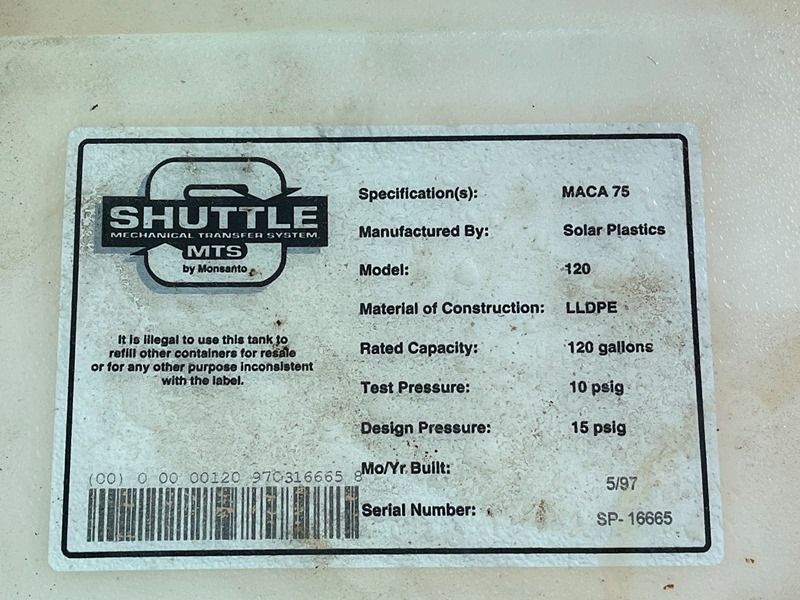 SHUTTLE
MECHANICAL TRANSFER SYSTEM
MTS
by Monsanto
It is illegal to use this tank to
refill other containers for resale
or for any other purpose inconsistent
with the label.
(00) 0 00 00120 970316665 8
Specification(s): MACA 75
Manufactured By: Solar Plastics
Model: 120
Material of Construction: LLDPE
Rated Capacity: 120 gallons
Test Pressure: 10 psig
Design Pressure: 15 psig
Mo/Yr Built: 5/97
Serial Number: SP-16665